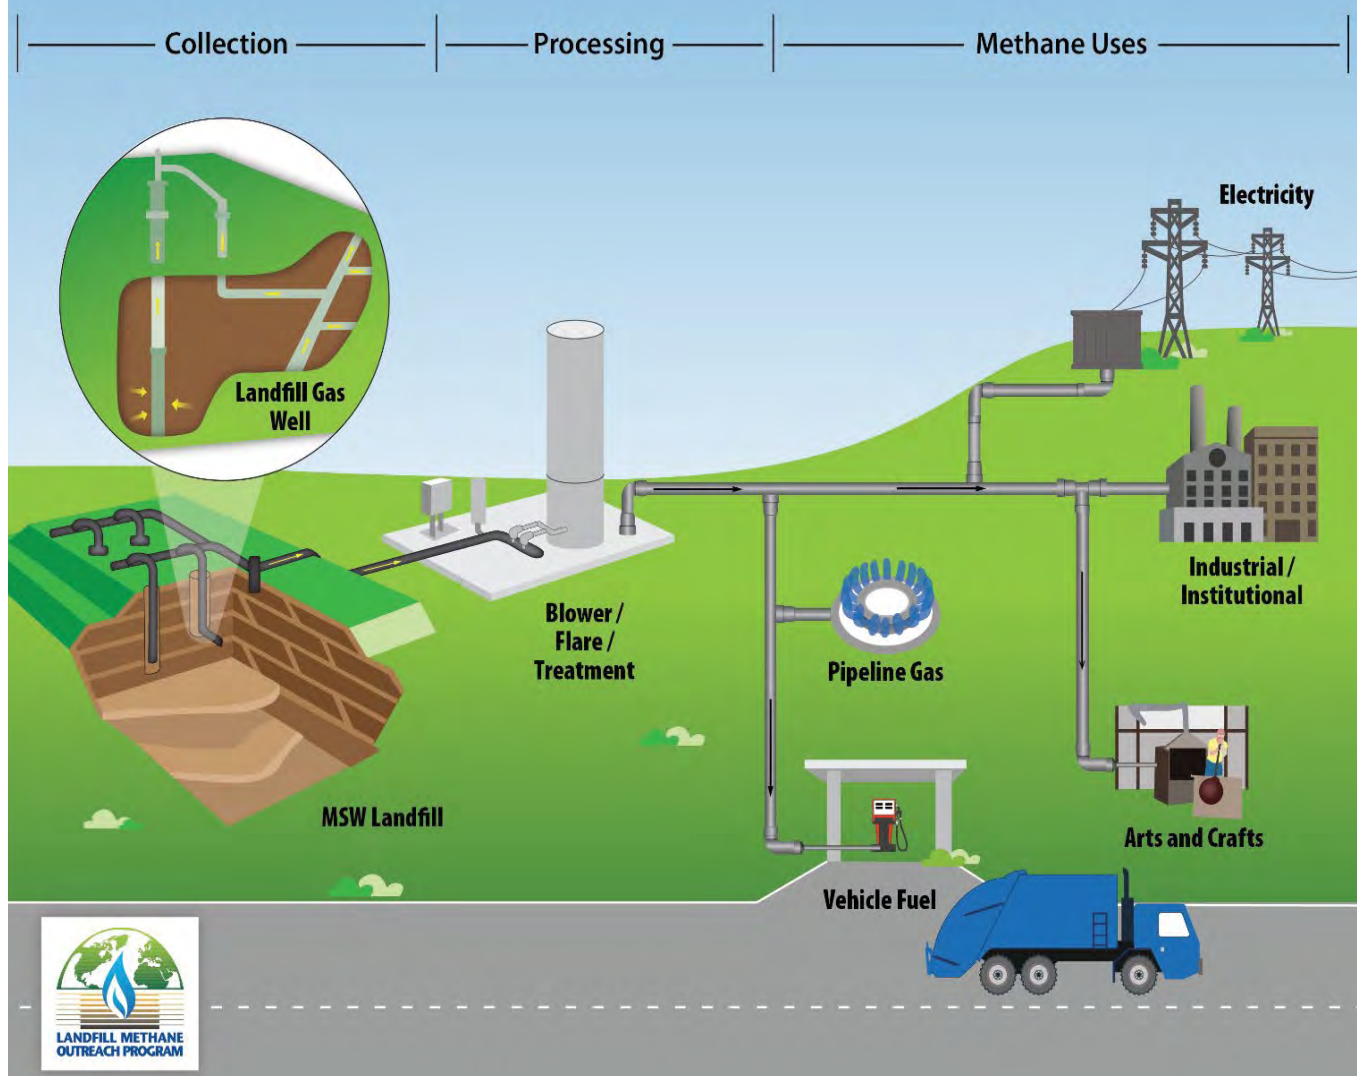 Collection
Processing
Methane Uses
Electricity
Landfill Gas
Well
Industrial /
Institutional
Blower /
Flare /
Treatment
Pipeline Gas
MSW Landfill
Arts and Crafts
Vehicle Fuel
LANDFILL METHANE
OUTREACH PROGRAM